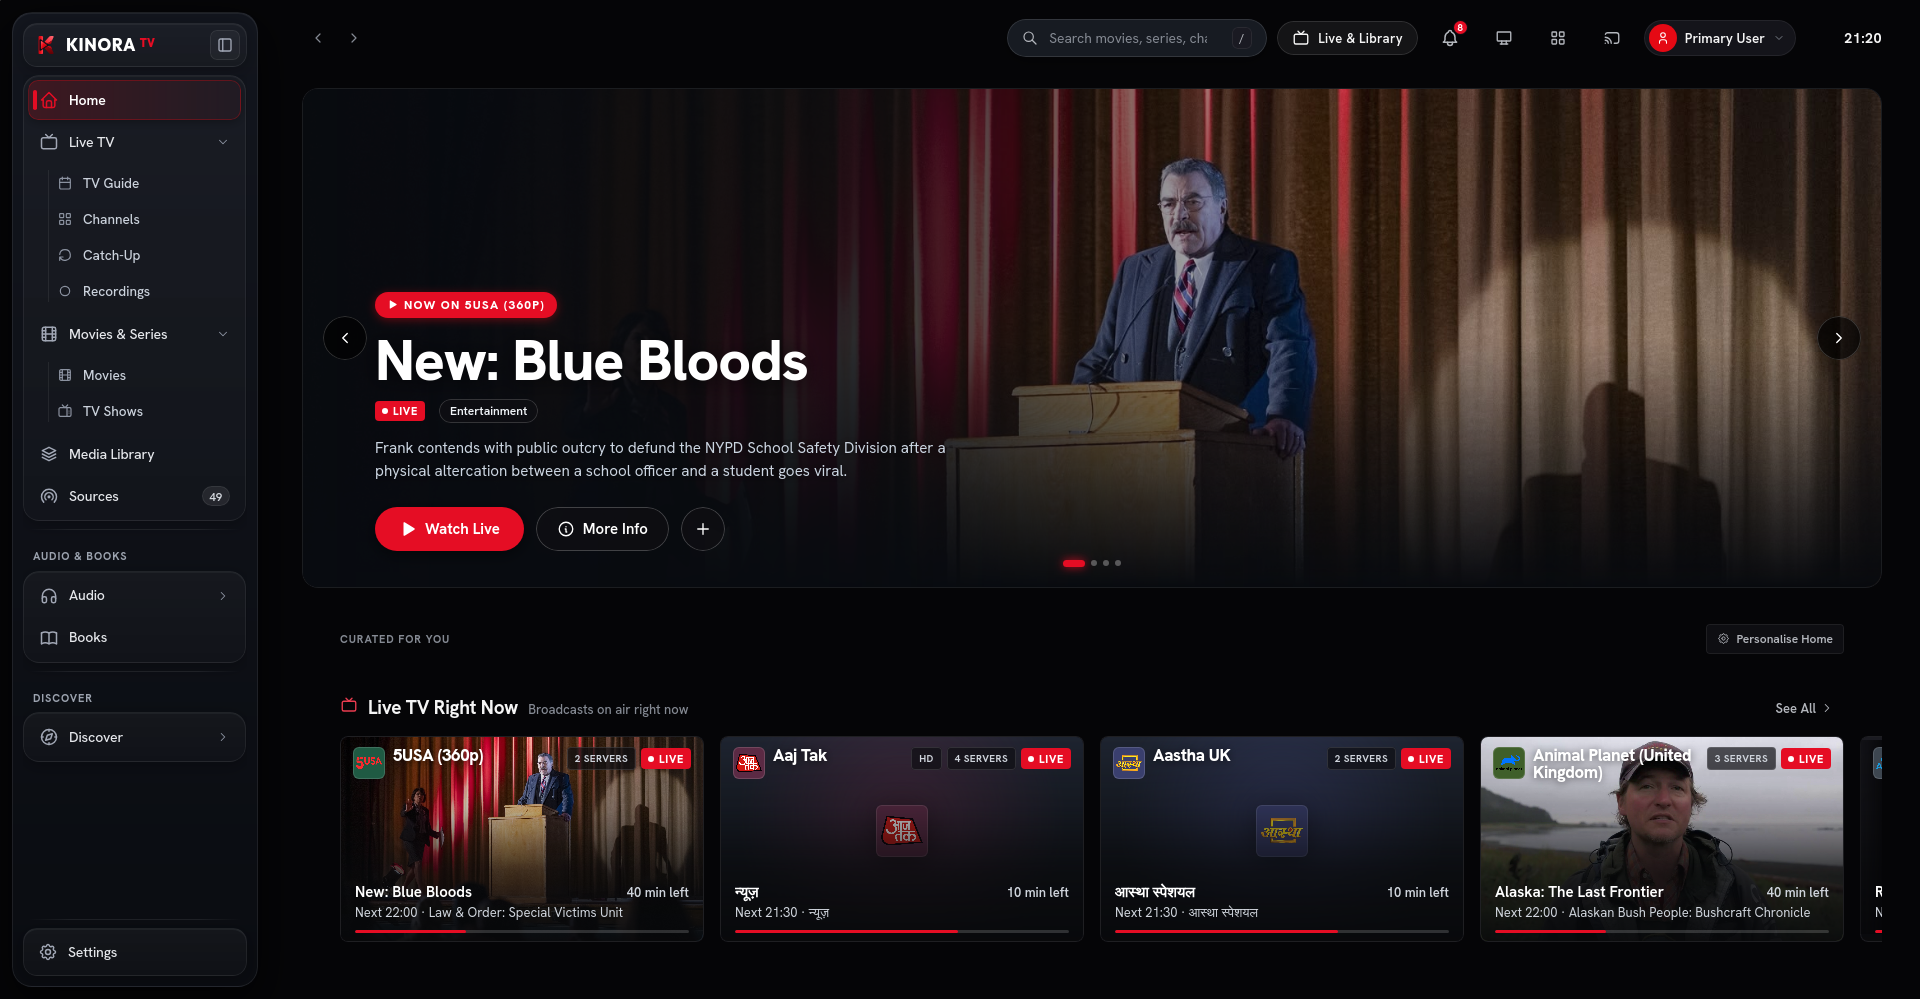 KINORA TV
Home
Live TV
TV Guide
Channels
Catch-Up
Recordings
Movies & Series
Movies
TV Shows
Media Library
Sources 49
AUDIO & BOOKS
Audio
Books
DISCOVER
Discover
Settings
Search movies, series, cha
/
Live & Library
8
Primary User
21:20
NOW ON 5USA (360P)
New: Blue Bloods
LIVE
Entertainment
Frank contends with public outcry to defund the NYPD School Safety Division after a
physical altercation between a school officer and a student goes viral.
Watch Live
More Info
CURATED FOR YOU
Personalise Home
Live TV Right Now Broadcasts on air right now
See All
5USA
5USA (360p)
2 SERVERS
LIVE
New: Blue Bloods
40 min left
Next 22:00 · Law & Order: Special Victims Unit
आज तक
Aaj Tak
HD
4 SERVERS
LIVE
आज
तक
न्यूज़
10 min left
Next 21:30 · न्यूज़
आस्था
Aastha UK
2 SERVERS
LIVE
आस्था
आस्था स्पेशयल
10 min left
Next 21:30 · आस्था स्पेशयल
Animal Planet (United
Kingdom)
3 SERVERS
LIVE
Alaska: The Last Frontier
40 min left
Next 22:00 · Alaskan Bush People: Bushcraft Chronicle